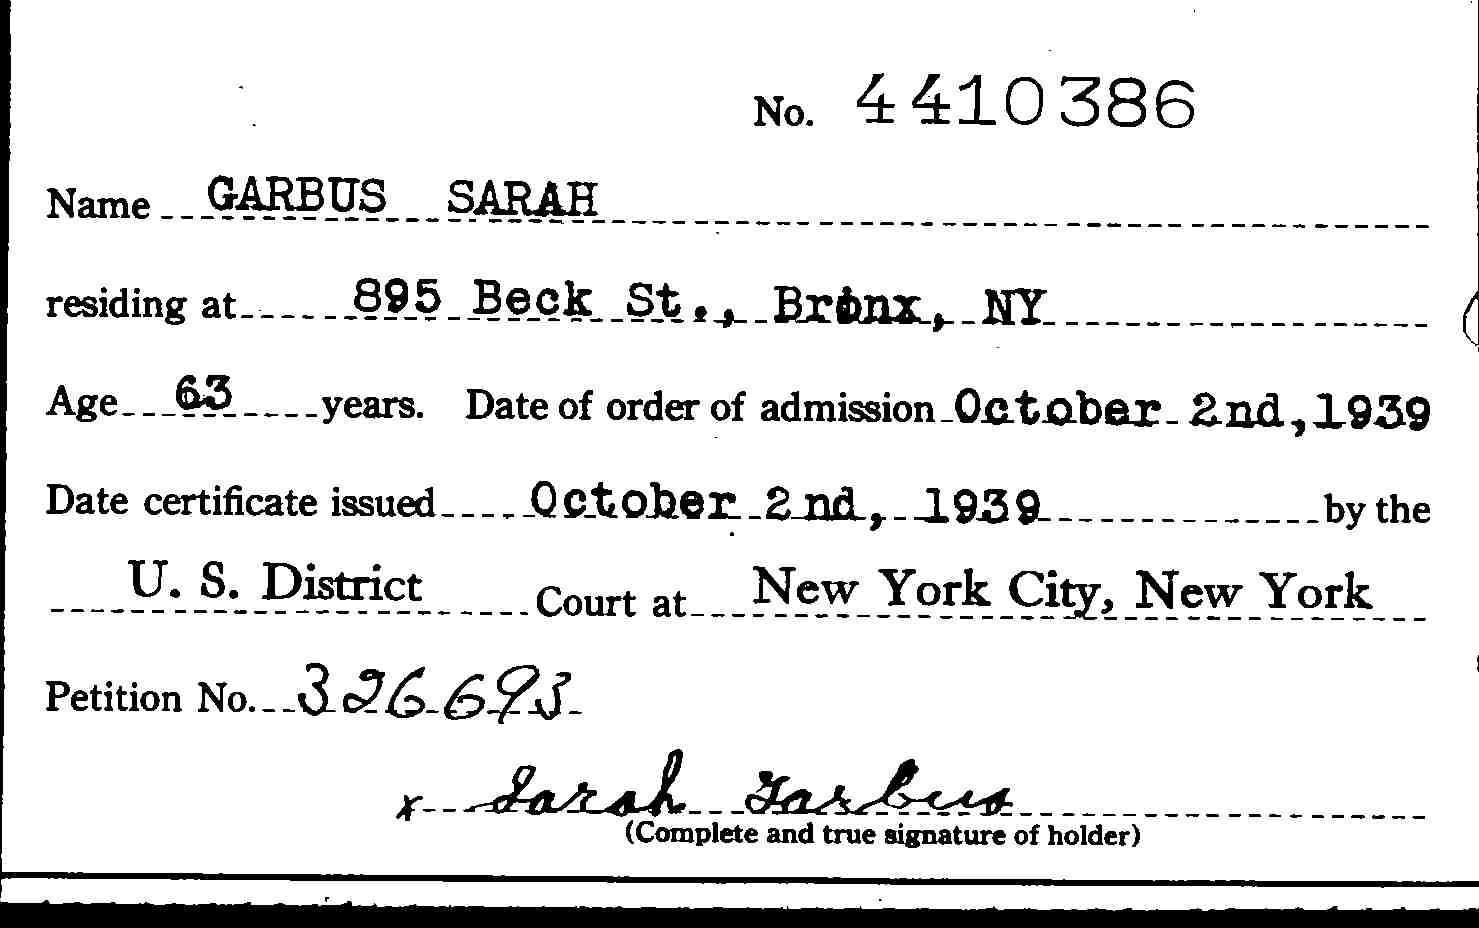 No. 4410386
Name GARBUS SARAH
residing at 895 Beck St., Bronx, NY
Age 63 years. Date of order of admission October 2nd, 1939
Date certificate issued October 2nd, 1939 by the
U. S. District Court at New York City, New York
Petition No. 326693
x Sarah Garbus
(Complete and true signature of holder)